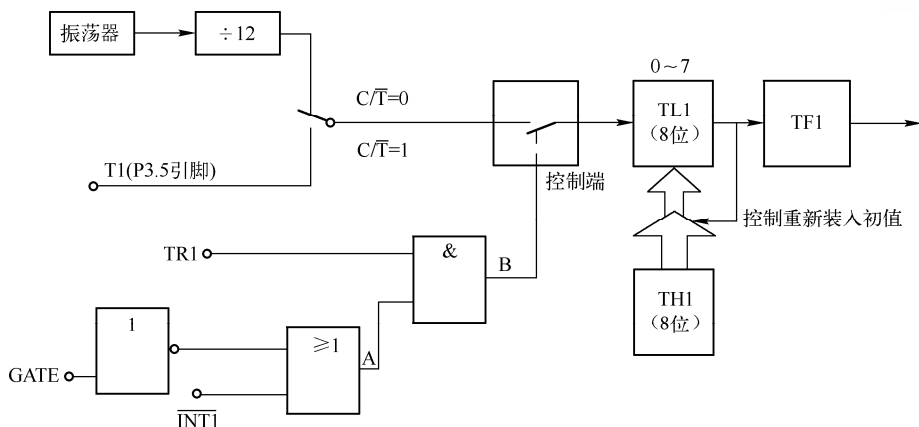 振荡器
÷12
C/T̅=0
C/T̅=1
T1(P3.5引脚)
控制端
0～7
TL1
(8位)
TF1
控制重新装入初值
TH1
(8位)
TR1
&
B
1
≥1
A
GATE
I̅N̅T̅1̅